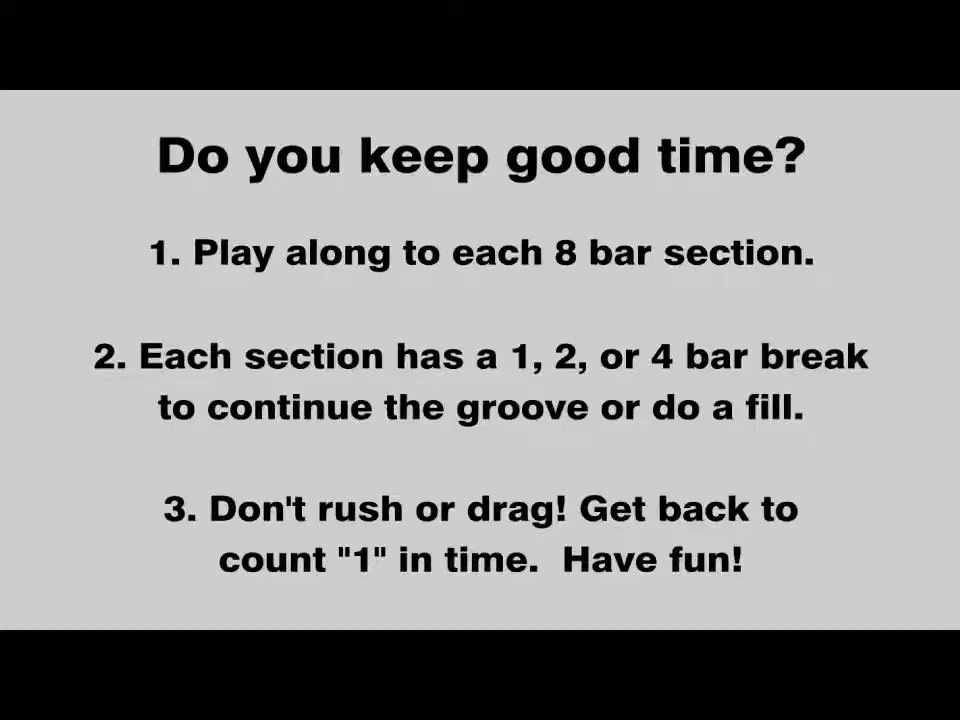 Do you keep good time?
1. Play along to each 8 bar section.
2. Each section has a 1, 2, or 4 bar break
to continue the groove or do a fill.
3. Don't rush or drag! Get back to
count "1" in time.  Have fun!